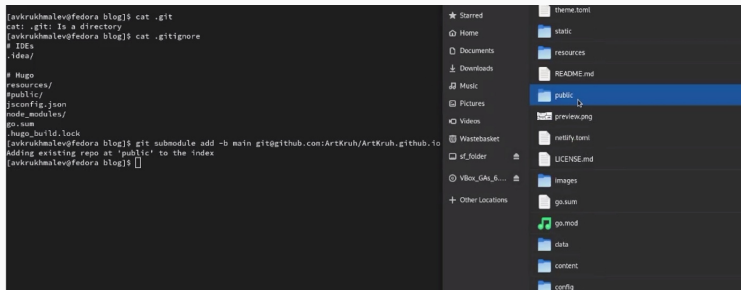 [avkrukhmalev@fedora blog]$ cat .git
cat: .git: Is a directory
[avkrukhmalev@fedora blog]$ cat .gitignore
# IDEs
.idea/
# Hugo
resources/
#public/
jsconfig.json
node_modules/
go.sum
.hugo_build.lock
[avkrukhmalev@fedora blog]$ git submodule add -b main git@github.com:ArtKruh/ArtKruh.github.io
Adding existing repo at 'public' to the index
[avkrukhmalev@fedora blog]$
Starred
Home
Documents
Downloads
Music
Pictures
Videos
Wastebasket
sf_folder
VBox_GAs_6....
Other Locations
theme.toml
static
resources
README.md
public
preview.png
netlify.toml
LICENSE.md
images
go.sum
go.mod
data
content
config